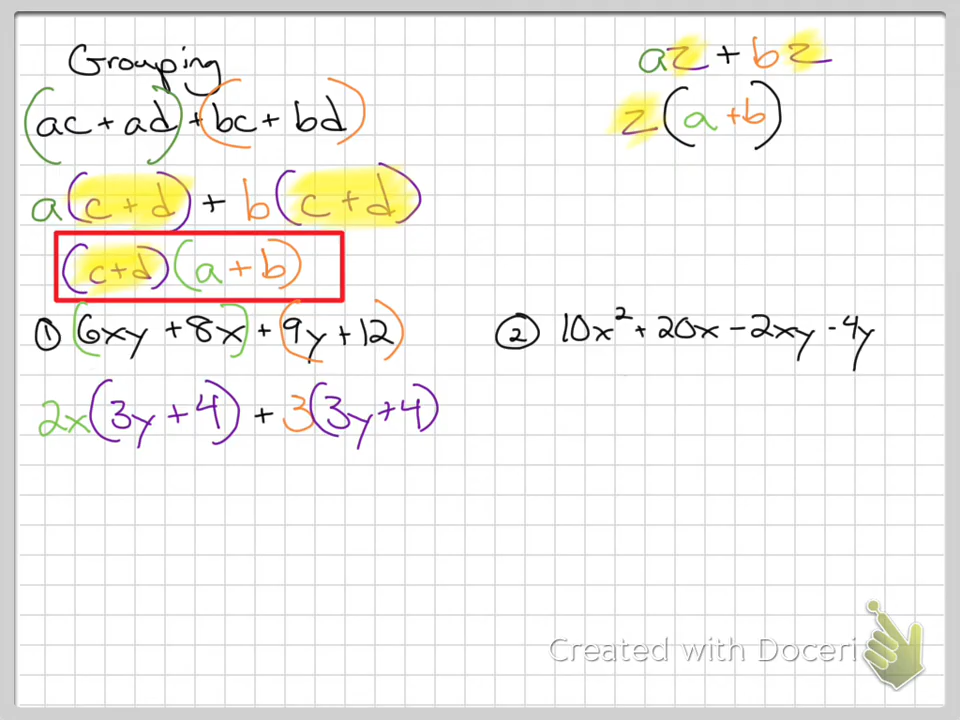 Grouping
(ac + ad) + (bc + bd)
a(c + d) + b(c + d)
(c+d)(a + b)
az + bz
z(a + b)
① (6xy + 8x) + (9y + 12)
2x(3y + 4) + 3(3y + 4)
② 10x² + 20x - 2xy - 4y
Created with Doceri